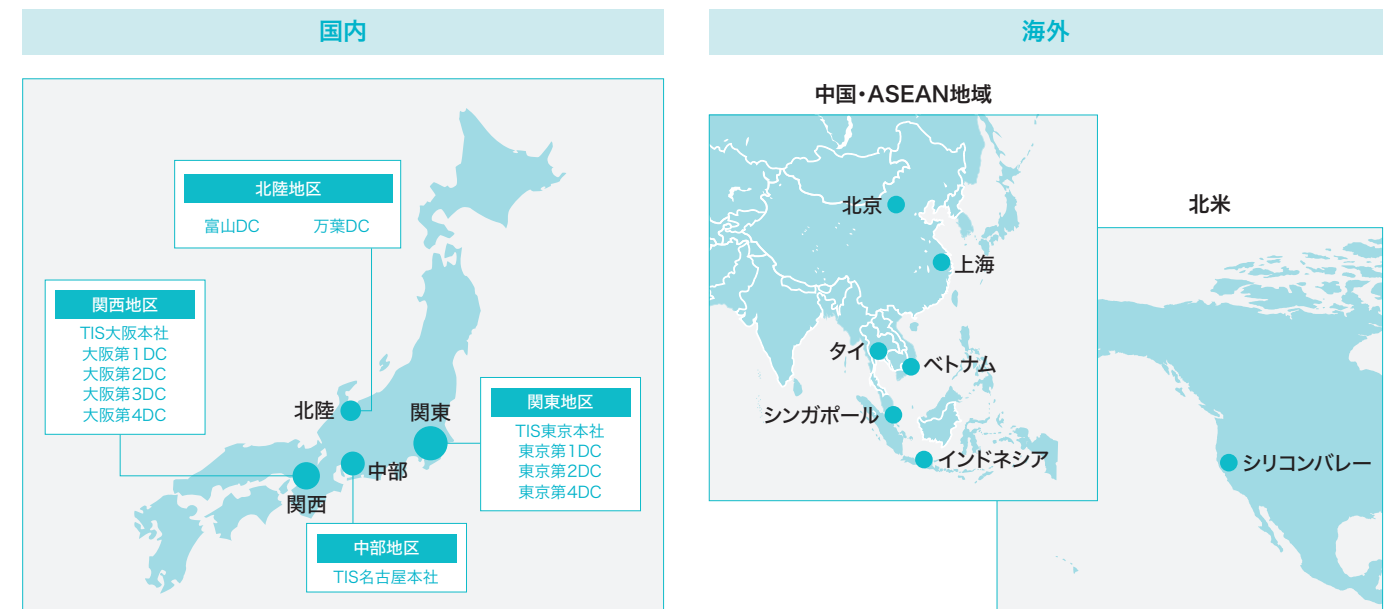 国内
北陸地区
富山DC 万葉DC
関西地区
TIS大阪本社
大阪第1DC
大阪第2DC
大阪第3DC
大阪第4DC
北陸
関東
関東地区
TIS東京本社
東京第1DC
東京第2DC
東京第4DC
中部
関西
中部地区
TIS名古屋本社
海外
中国・ASEAN地域
北京
上海
タイ
ベトナム
シンガポール
インドネシア
北米
シリコンバレー